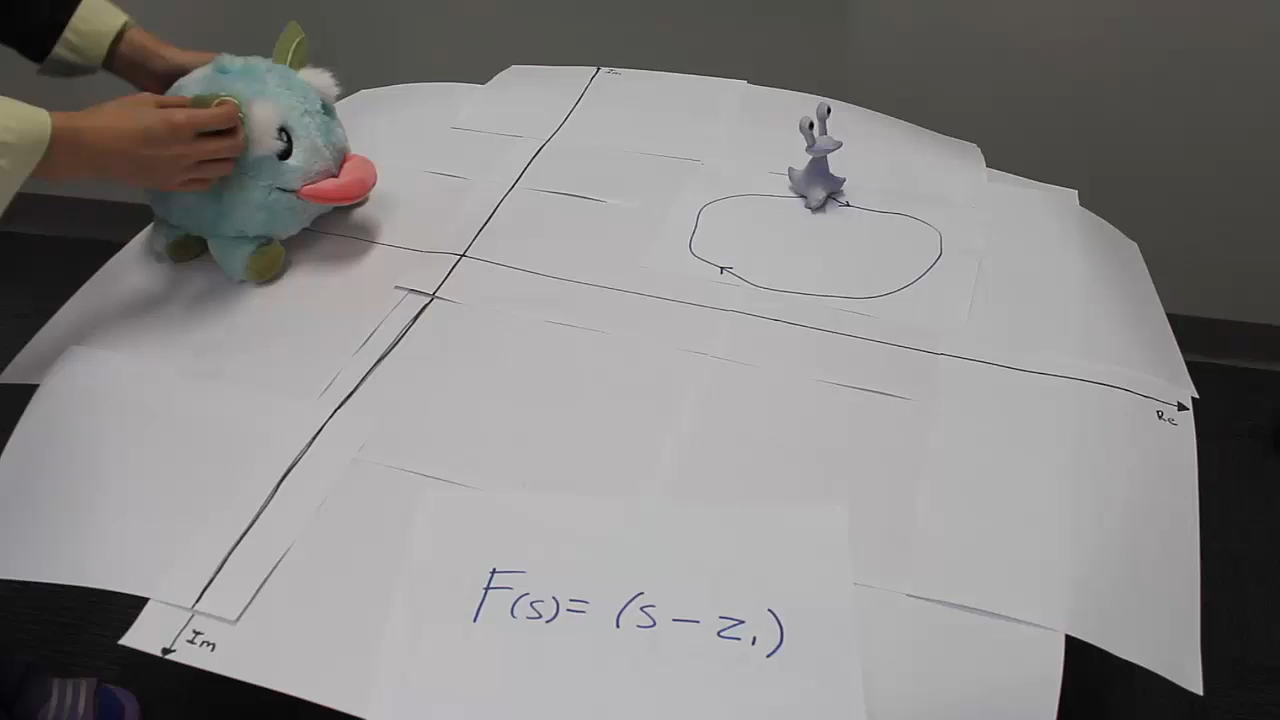 Im
Re
Im
F(s) = (s - z₁)